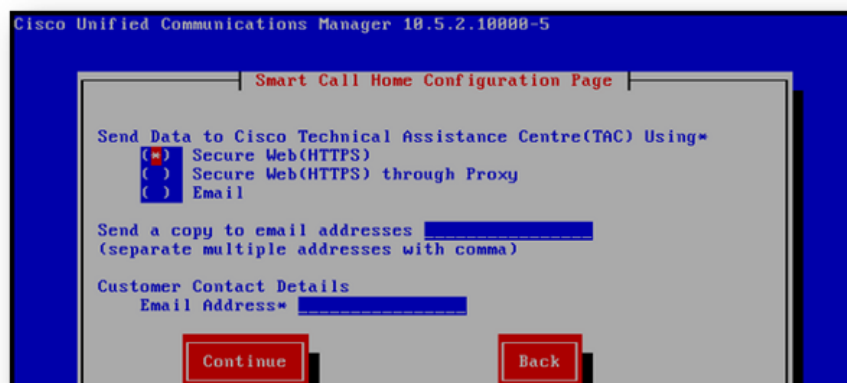 Cisco Unified Communications Manager 10.5.2.10000-5
Smart Call Home Configuration Page
Send Data to Cisco Technical Assistance Centre(TAC) Using*
(*) Secure Web(HTTPS)
( ) Secure Web(HTTPS) through Proxy
( ) Email
Send a copy to email addresses ________________
(separate multiple addresses with comma)
Customer Contact Details
Email Address* ________________
Continue Back